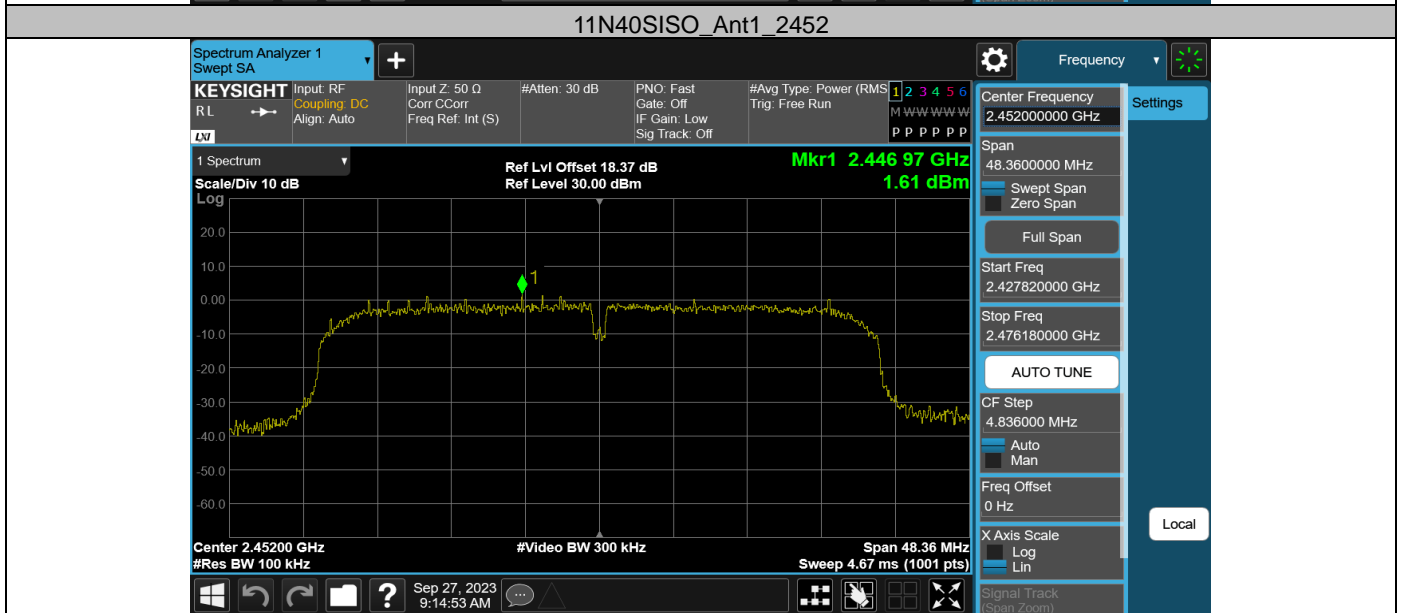 11N40SISO_Ant1_2452
Spectrum Analyzer 1
Swept SA
Frequency
KEYSIGHT
R L
LXI
Input: RF
Coupling: DC
Align: Auto
Input Z: 50 Ω
Corr CCorr
Freq Ref: Int (S)
#Atten: 30 dB
PNO: Fast
Gate: Off
IF Gain: Low
Sig Track: Off
#Avg Type: Power (RMS
Trig: Free Run
1 2 3 4 5 6
M W W W W W
P P P P P P
Center Frequency
2.452000000 GHz
Settings
Span
48.3600000 MHz
Swept Span
Zero Span
Full Span
Start Freq
2.427820000 GHz
Stop Freq
2.476180000 GHz
AUTO TUNE
CF Step
4.836000 MHz
Auto
Man
Freq Offset
0 Hz
X Axis Scale
Log
Lin
Signal Track
(Span Zoom)
Local
1 Spectrum
Scale/Div 10 dB
Log
Ref Lvl Offset 18.37 dB
Ref Level 30.00 dBm
Mkr1 2.446 97 GHz
1.61 dBm
1
20.0
10.0
0.00
-10.0
-20.0
-30.0
-40.0
-50.0
-60.0
Center 2.45200 GHz
#Res BW 100 kHz
#Video BW 300 kHz
Span 48.36 MHz
Sweep 4.67 ms (1001 pts)
?
Sep 27, 2023
9:14:53 AM